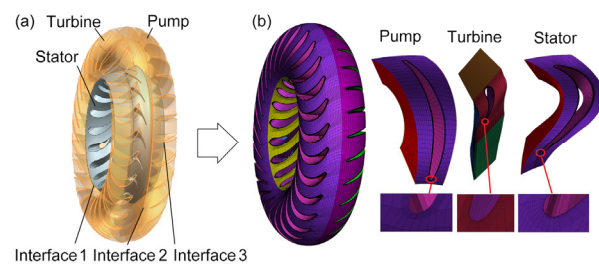 (a)
Turbine
Pump
Stator
Interface 1
Interface 2
Interface 3
(b)
Pump
Turbine
Stator